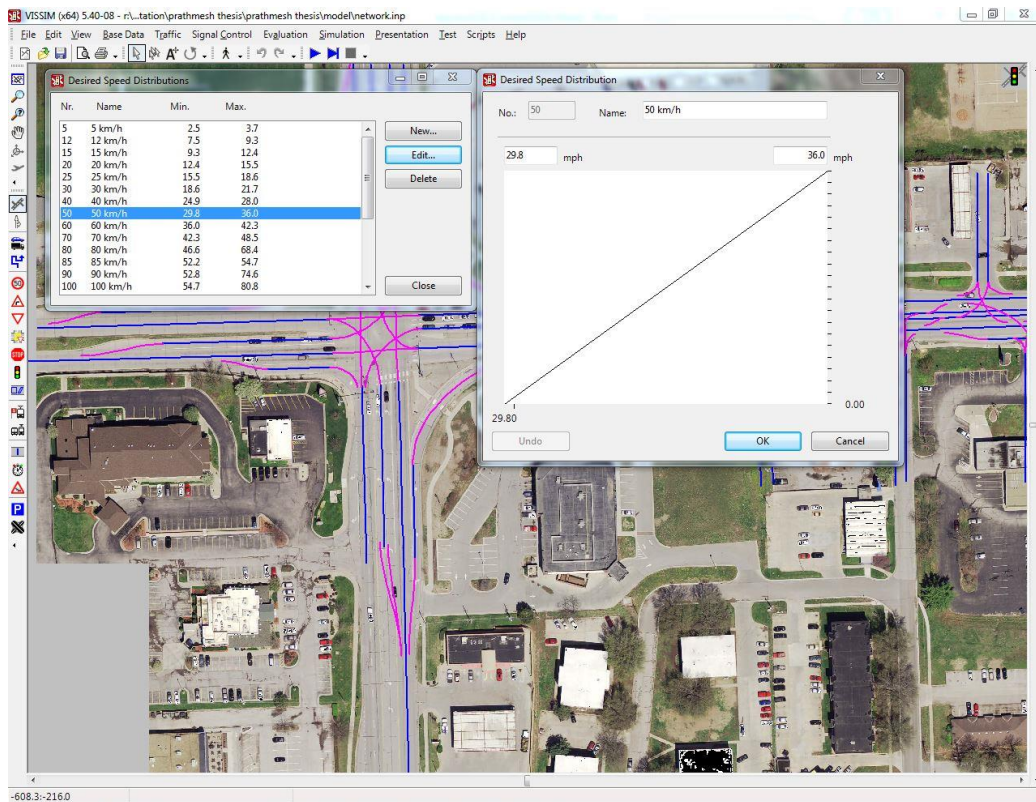 VISSIM (x64) 5.40-08 - r:\...tation\prathmesh thesis\prathmesh thesis\model\network.inp
File Edit View Base Data Traffic Signal Control Evaluation Simulation Presentation Test Scripts Help
Desired Speed Distributions
Nr. Name Min. Max.
5 5 km/h 2.5 3.7
12 12 km/h 7.5 9.3
15 15 km/h 9.3 12.4
20 20 km/h 12.4 15.5
25 25 km/h 15.5 18.6
30 30 km/h 18.6 21.7
40 40 km/h 24.9 28.0
50 50 km/h 29.8 36.0
60 60 km/h 36.0 42.3
70 70 km/h 42.3 48.5
80 80 km/h 46.6 68.4
85 85 km/h 52.2 54.7
90 90 km/h 52.8 74.6
100 100 km/h 54.7 80.8
New...
Edit...
Delete
Close
Desired Speed Distribution
No.: 50 Name: 50 km/h
29.8 mph 36.0 mph
0.00
29.80
Undo OK Cancel
50
STOP
P
-608.3:-216.0